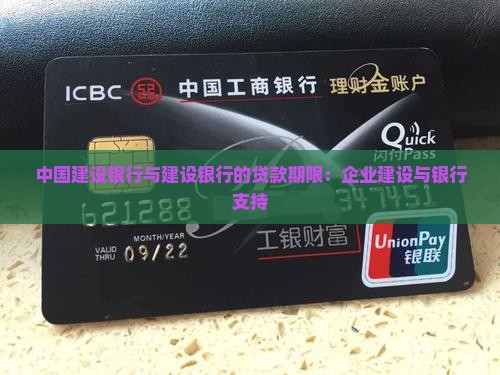 ICBC 中国工商银行 理财金账户
Quick
闪付Pass
中国建设银行与建设银行的贷款期限：企业建设与银行
支持
621288 347451
MONTH/YEAR
VALID
THRU 09/22
工银财富
UnionPay
银联